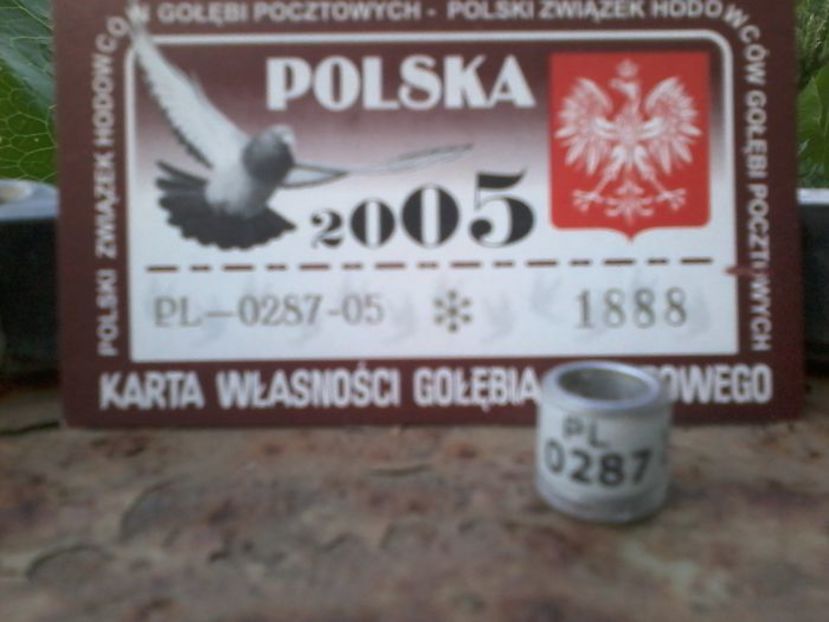 GOŁĘBI POCZTOWYCH - POLSKI ZWIĄZEK HODOWCÓW GOŁĘBI POCZTOWYCH
POLSKI ZWIĄZEK HODOWCÓW
POLSKA
2005
PL-0287-05 * 1888
KARTA WŁASNOŚCI GOŁĘBIA OWEGO
PL
0287